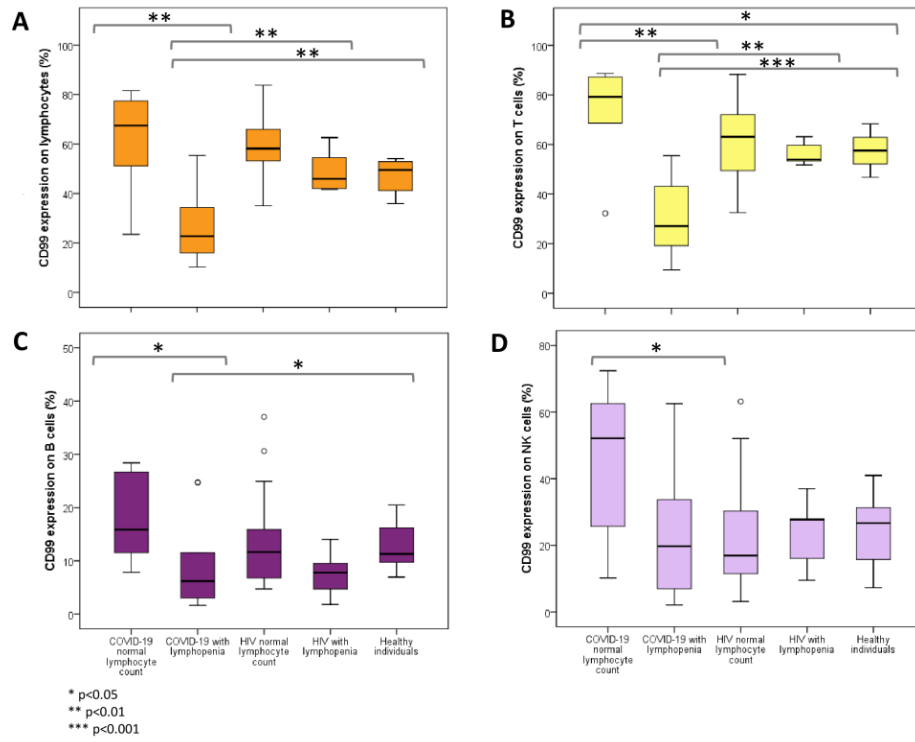 A
**
**
**
CD99 expression on lymphocytes (%)
100
80
60
40
20
0
B
*
**
**
***
CD99 expression on T cells (%)
100
80
60
40
20
0
C
*
*
CD99 expression on B cells (%)
50
40
30
20
10
0
COVID-19
normal
lymphocyte
count
COVID-19 with
lymphopenia
HIV normal
lymphocyte
count
HIV with
lymphopenia
Healthy
individuals
D
*
CD99 expression on NK cells (%)
80
60
40
20
0
COVID-19
normal
lymphocyte
count
COVID-19 with
lymphopenia
HIV normal
lymphocyte
count
HIV with
lymphopenia
Healthy
individuals
* p<0.05
** p<0.01
*** p<0.001